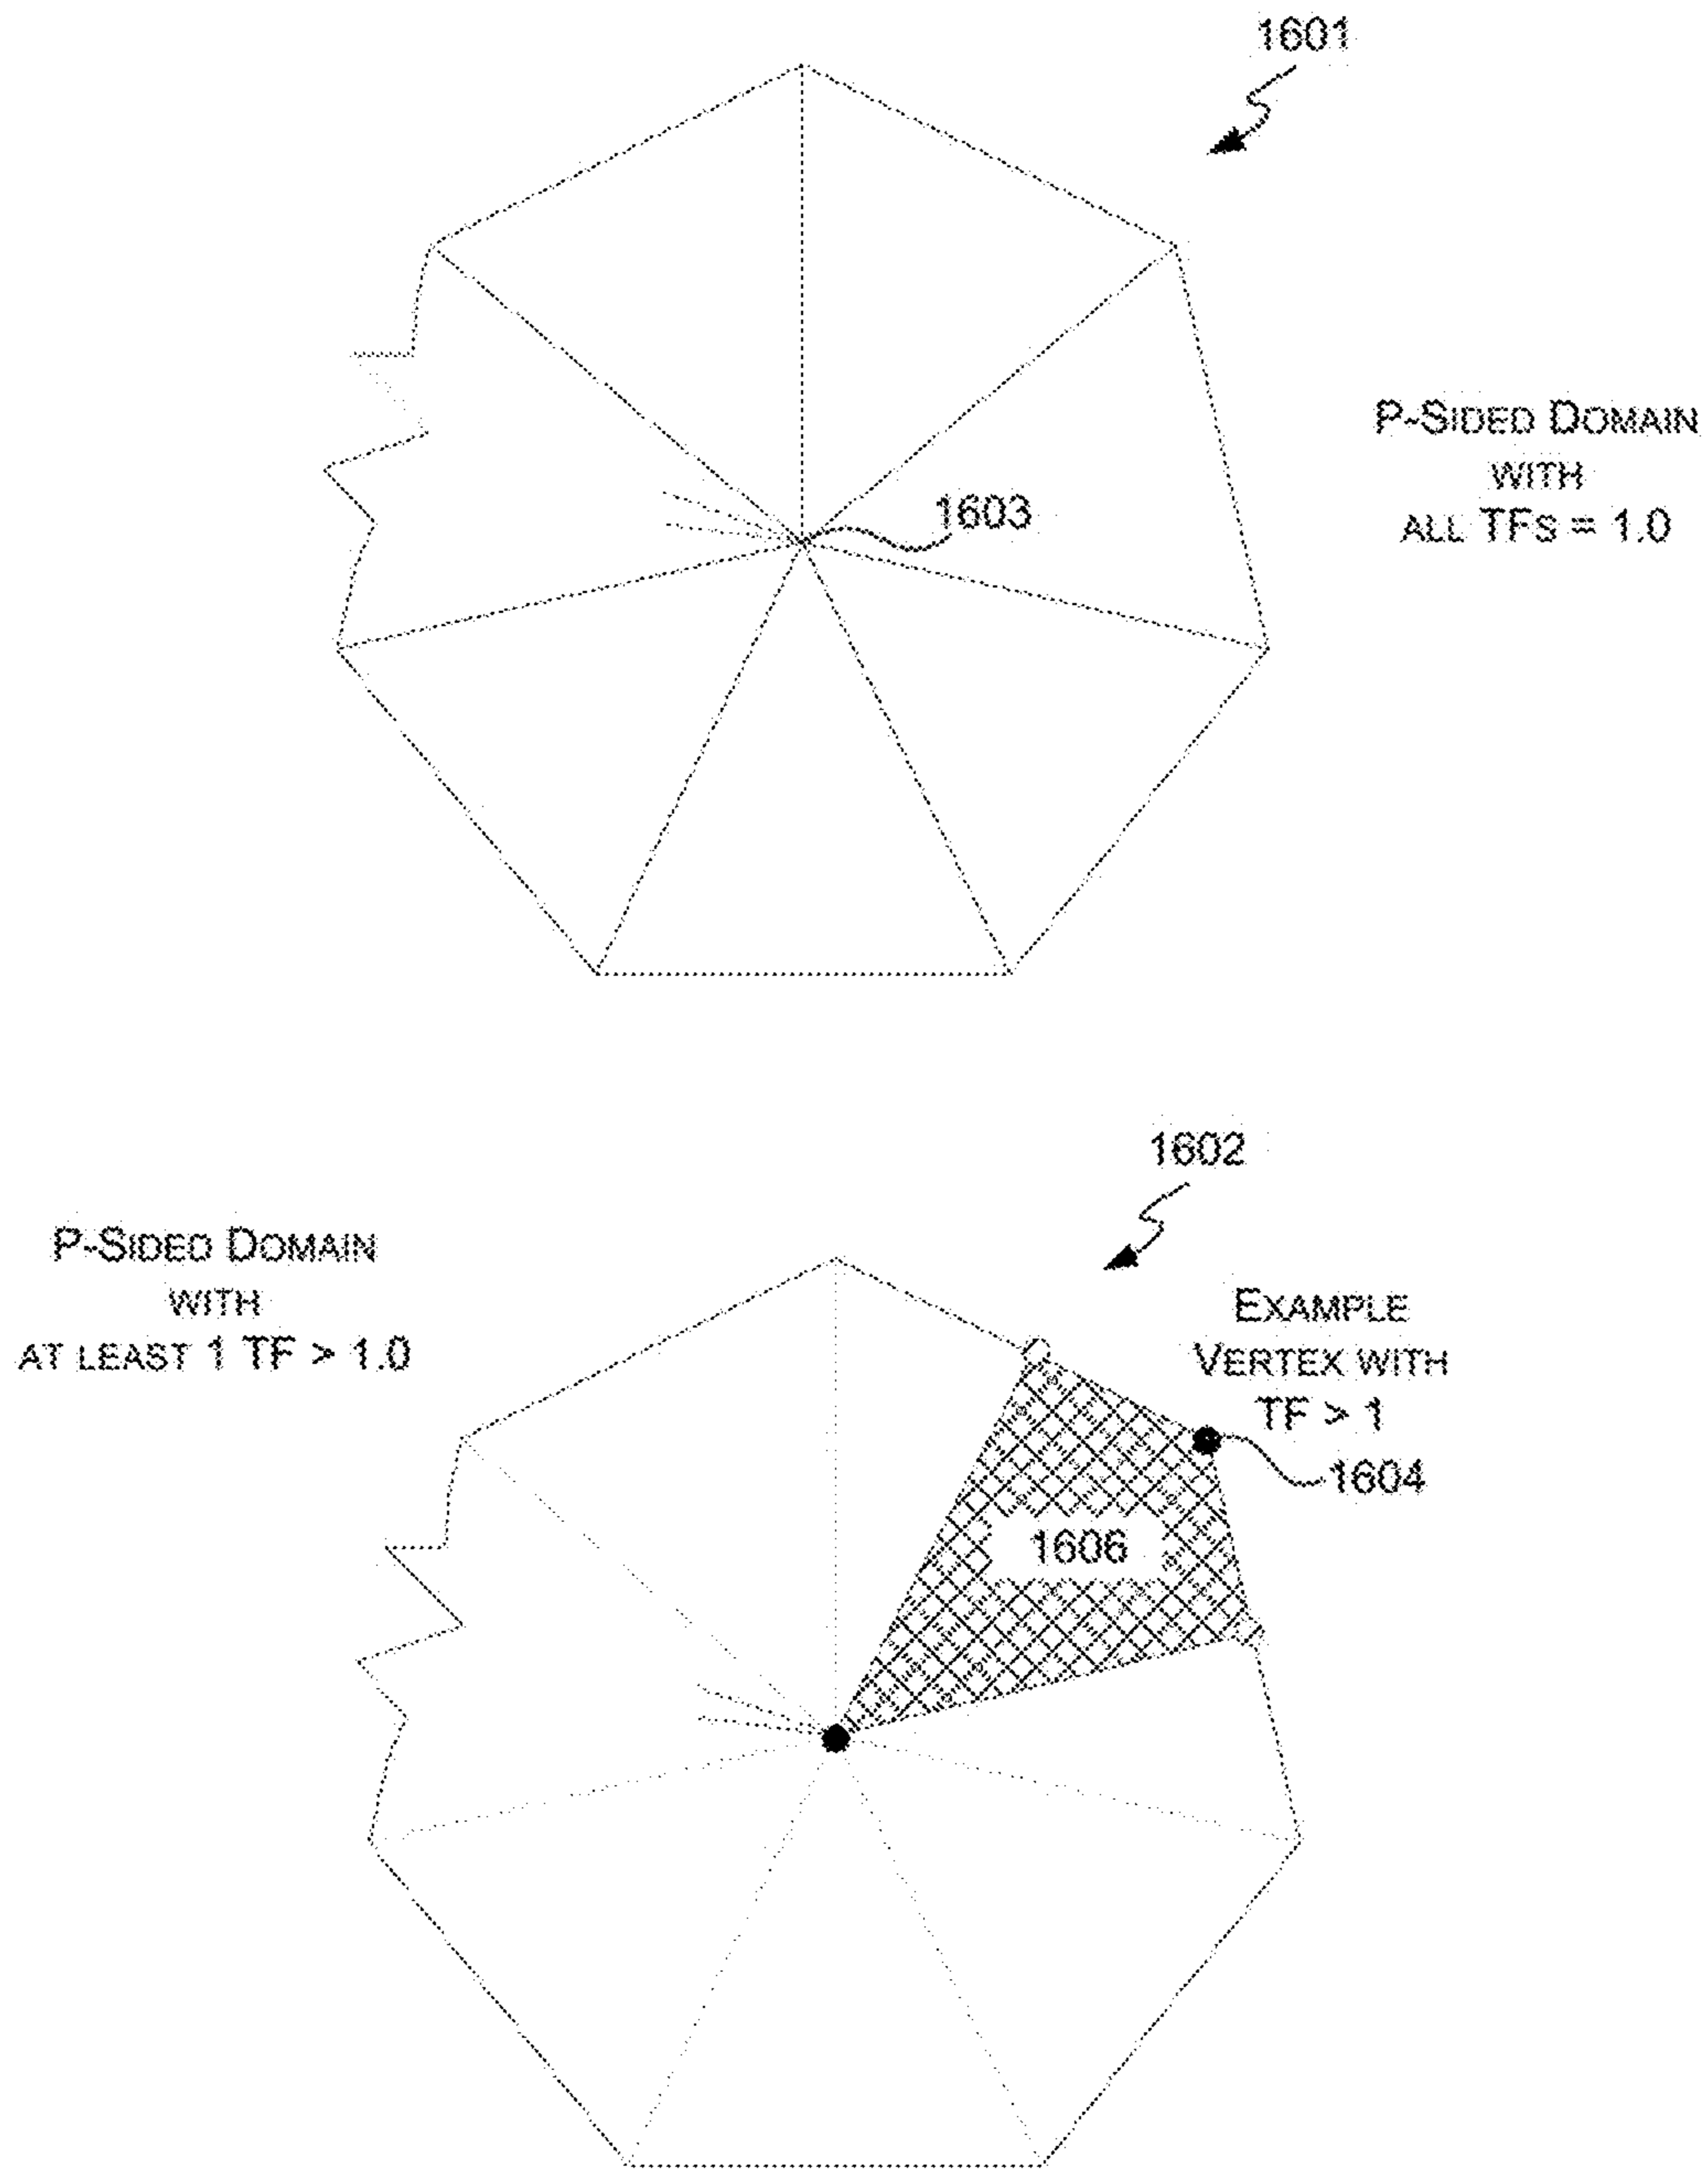 1601
P-SIDED DOMAIN
WITH
ALL TFS = 1.0
1603
1602
P-SIDED DOMAIN
WITH
AT LEAST 1 TF > 1.0
EXAMPLE
VERTEX WITH
TF > 1
1604
1606